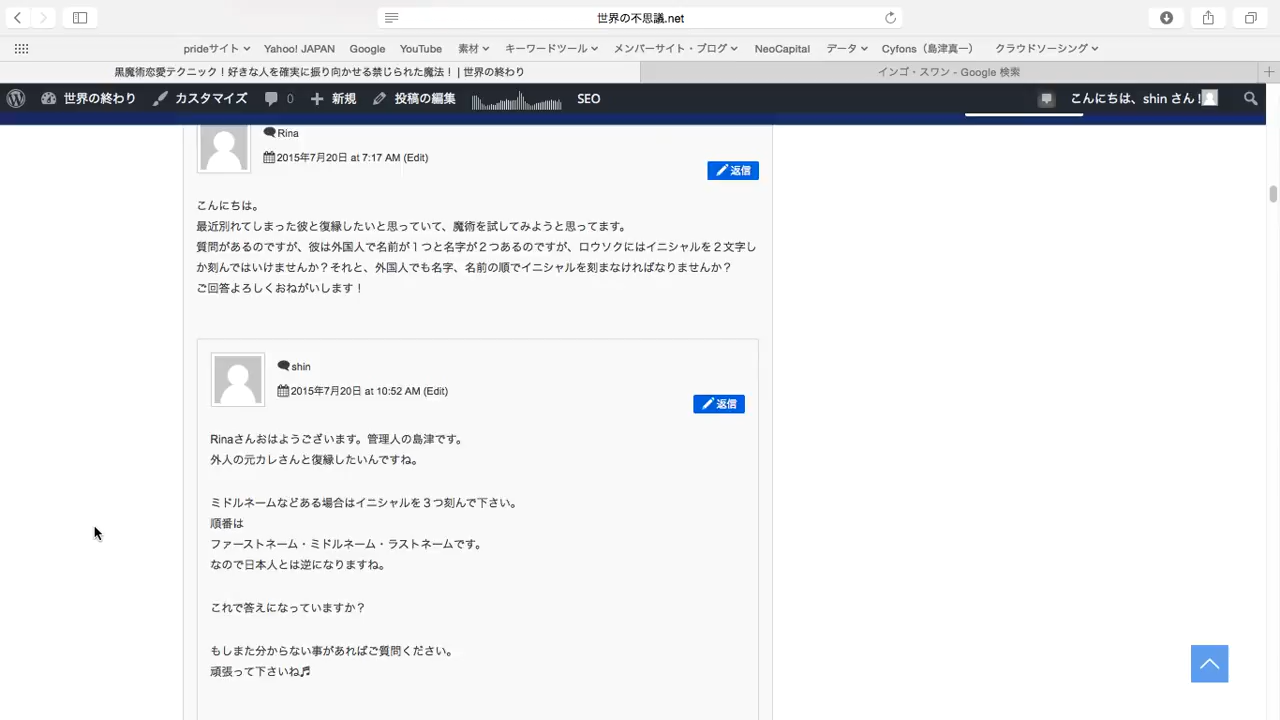 世界の不思議.net
prideサイト Yahoo! JAPAN Google YouTube 素材 キーワードツール メンバーサイト・ブログ NeoCapital データ Cyfons（島津真一） クラウドソーシング
黒魔術恋愛テクニック！好きな人を確実に振り向かせる禁じられた魔法！ | 世界の終わり
インゴ・スワン - Google 検索
世界の終わり カスタマイズ 0 新規 投稿の編集 SEO こんにちは、shin さん！
Rina
2015年7月20日 at 7:17 AM (Edit)
返信
こんにちは。
最近別れてしまった彼と復縁したいと思っていて、魔術を試してみようと思ってます。
質問があるのですが、彼は外国人で名前が１つと名字が２つあるのですが、ロウソクにはイニシャルを２文字し
か刻んではいけませんか？それと、外国人でも名字、名前の順でイニシャルを刻まなければなりませんか？
ご回答よろしくおねがいします！
shin
2015年7月20日 at 10:52 AM (Edit)
返信
Rinaさんおはようございます。管理人の島津です。
外人の元カレさんと復縁したいんですね。
ミドルネームなどある場合はイニシャルを３つ刻んで下さい。
順番は
ファーストネーム・ミドルネーム・ラストネームです。
なので日本人とは逆になりますね。
これで答えになっていますか？
もしまた分からない事があればご質問ください。
頑張って下さいね♬